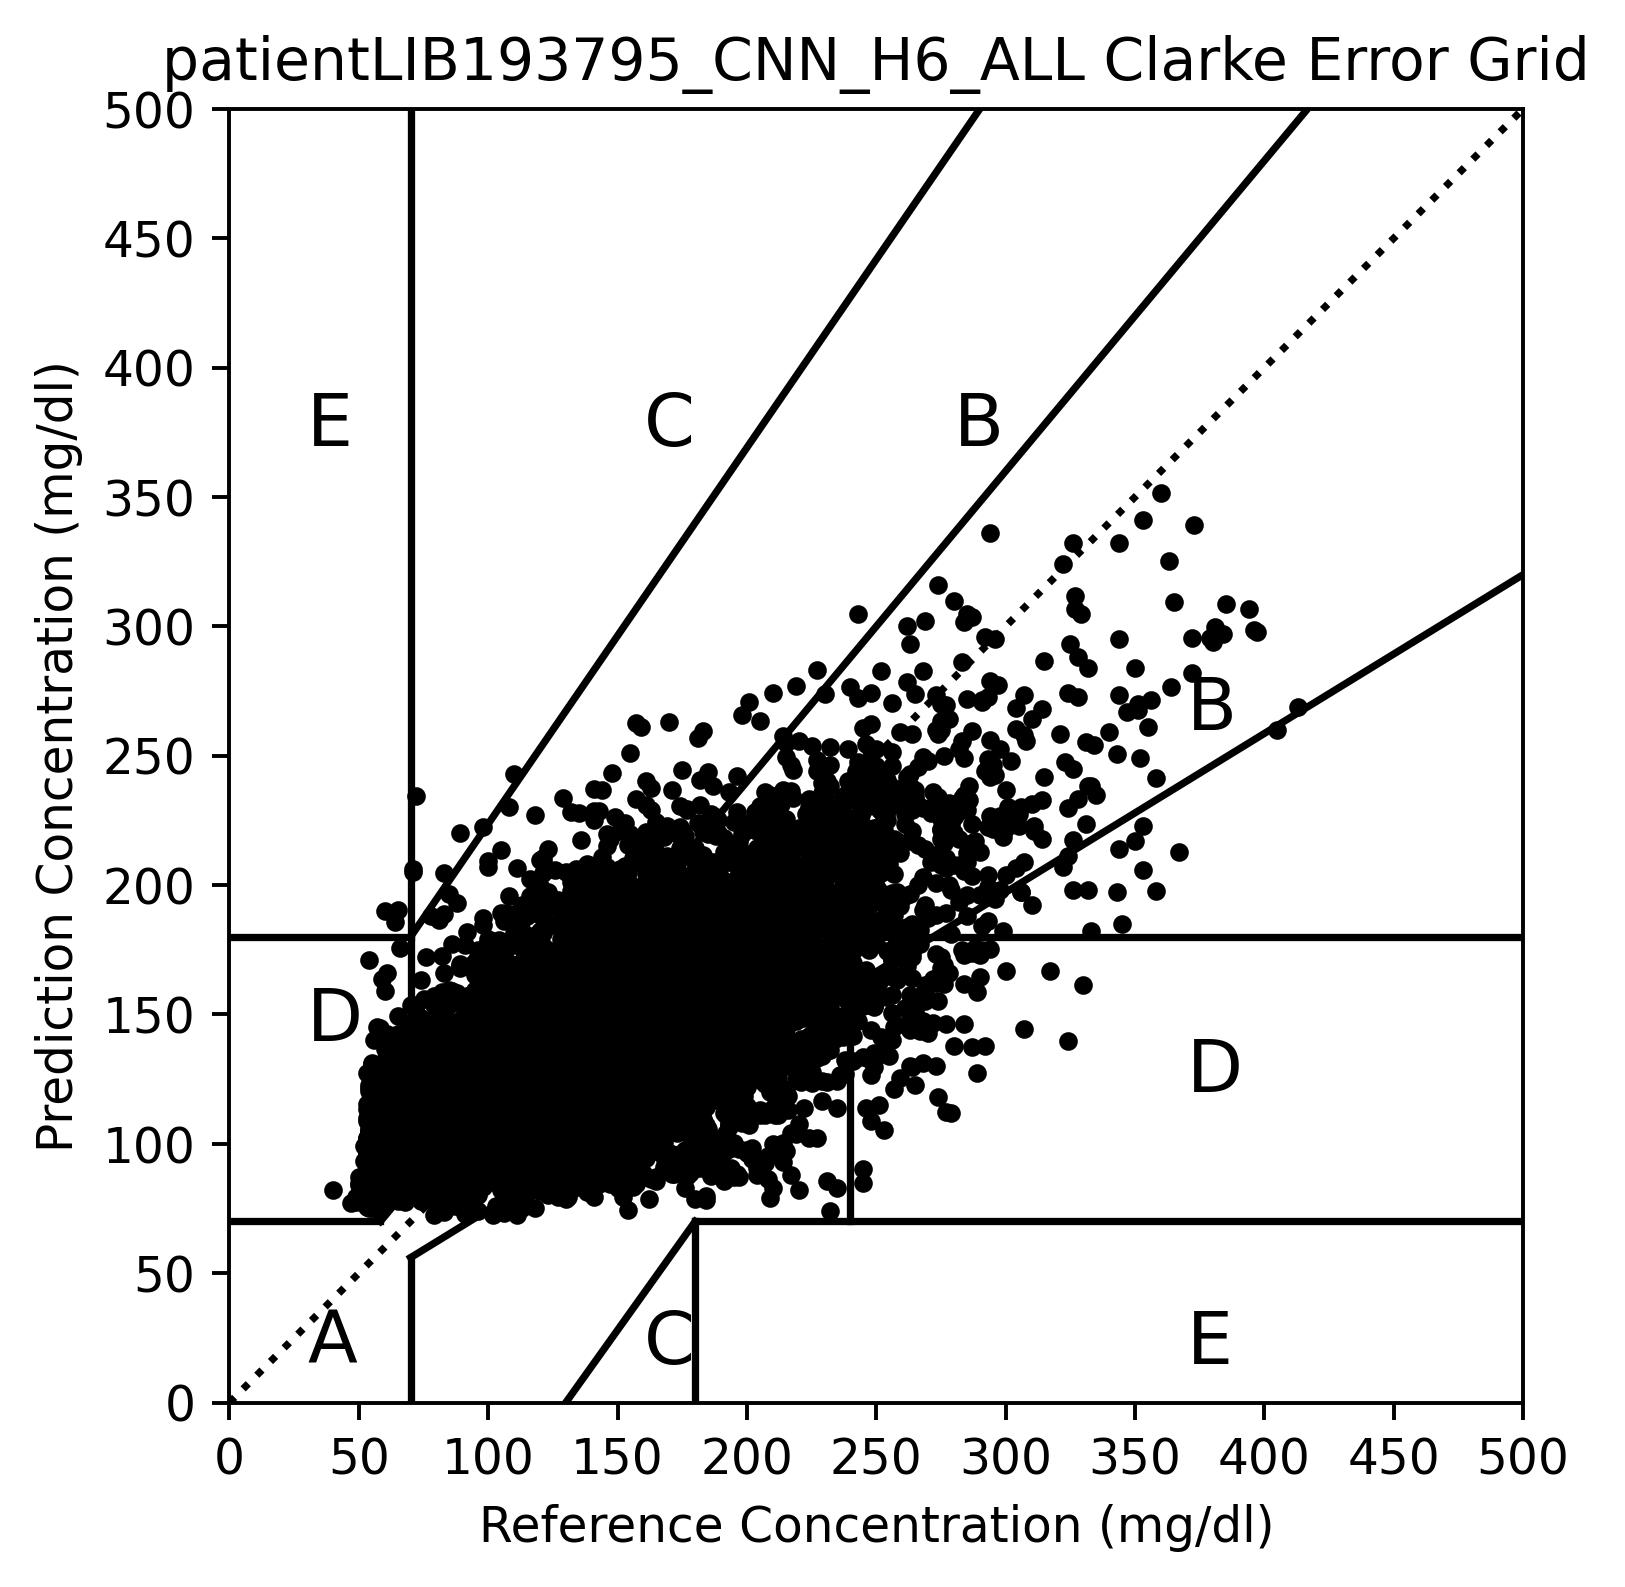 patientLIB193795_CNN_H6_ALL Clarke Error Grid
500
450
400
350
300
250
200
150
100
50
0
Prediction Concentration (mg/dl)
E
C
B
B
D
D
A
C
E
0 50 100 150 200 250 300 350 400 450 500
Reference Concentration (mg/dl)